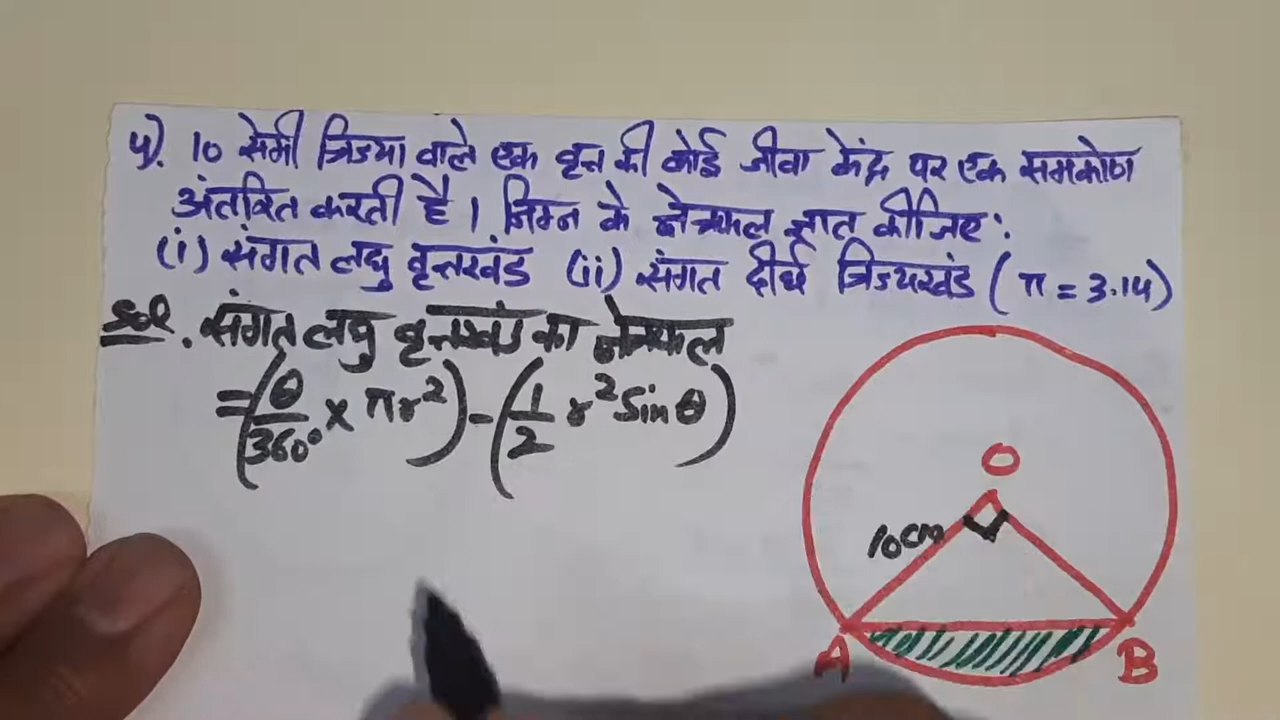 4). 10 सेमी त्रिज्या वाले एक वृत्त की कोई जीवा केंद्र पर एक समकोण
अंतरित करती है। निम्न के क्षेत्रफल ज्ञात कीजिए:
(i) संगत लघु वृत्तखंड (ii) संगत दीर्घ त्रिज्यखंड (π = 3.14)
Sol. संगत लघु वृत्तखंड का क्षेत्रफल
= (θ/360° × πr²) - (1/2 r² Sin θ)
O
10cm
A B